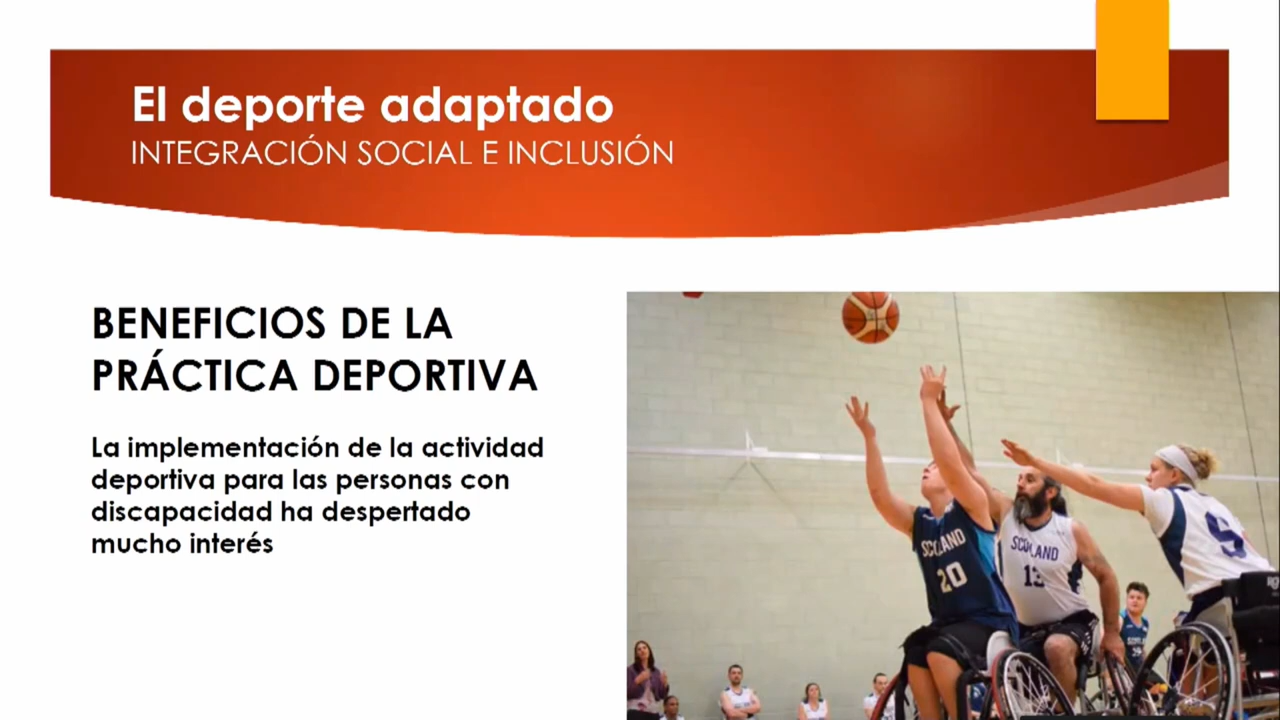 El deporte adaptado
INTEGRACIÓN SOCIAL E INCLUSIÓN
BENEFICIOS DE LA
PRÁCTICA DEPORTIVA
La implementación de la actividad
deportiva para las personas con
discapacidad ha despertado
mucho interés
SCOTLAND
20
SCOTLAND
13
5